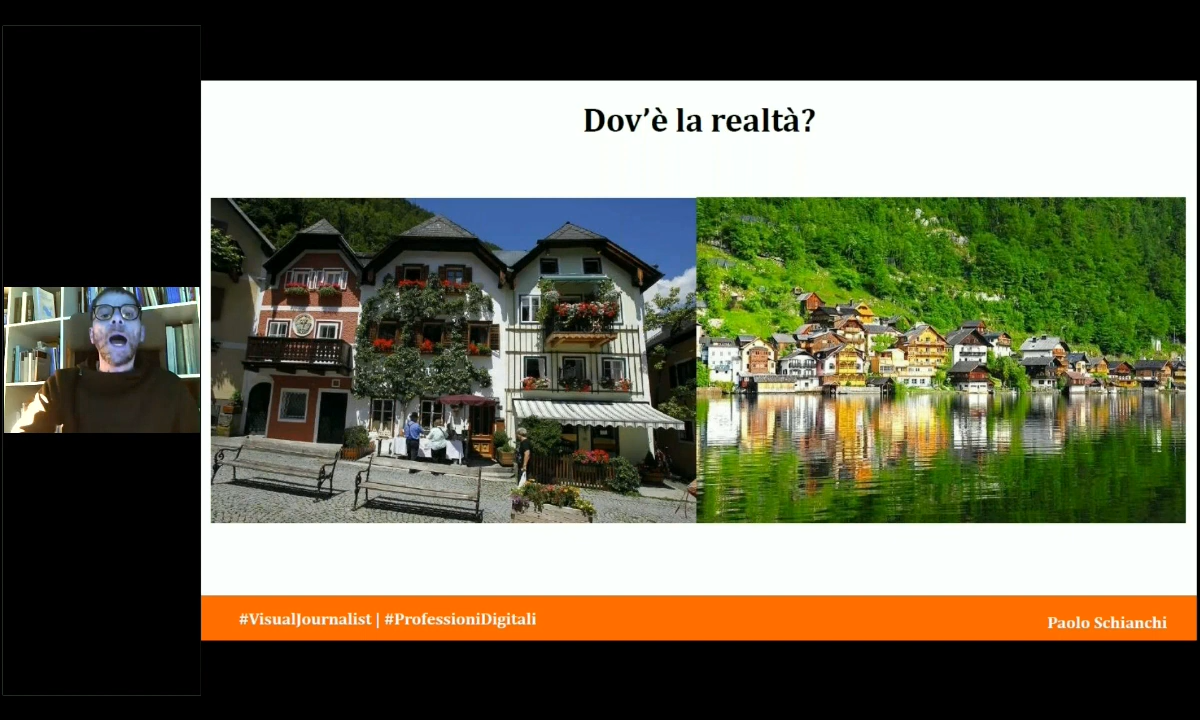 Dov’è la realtà?
#VisualJournalist | #ProfessioniDigitali
Paolo Schianchi